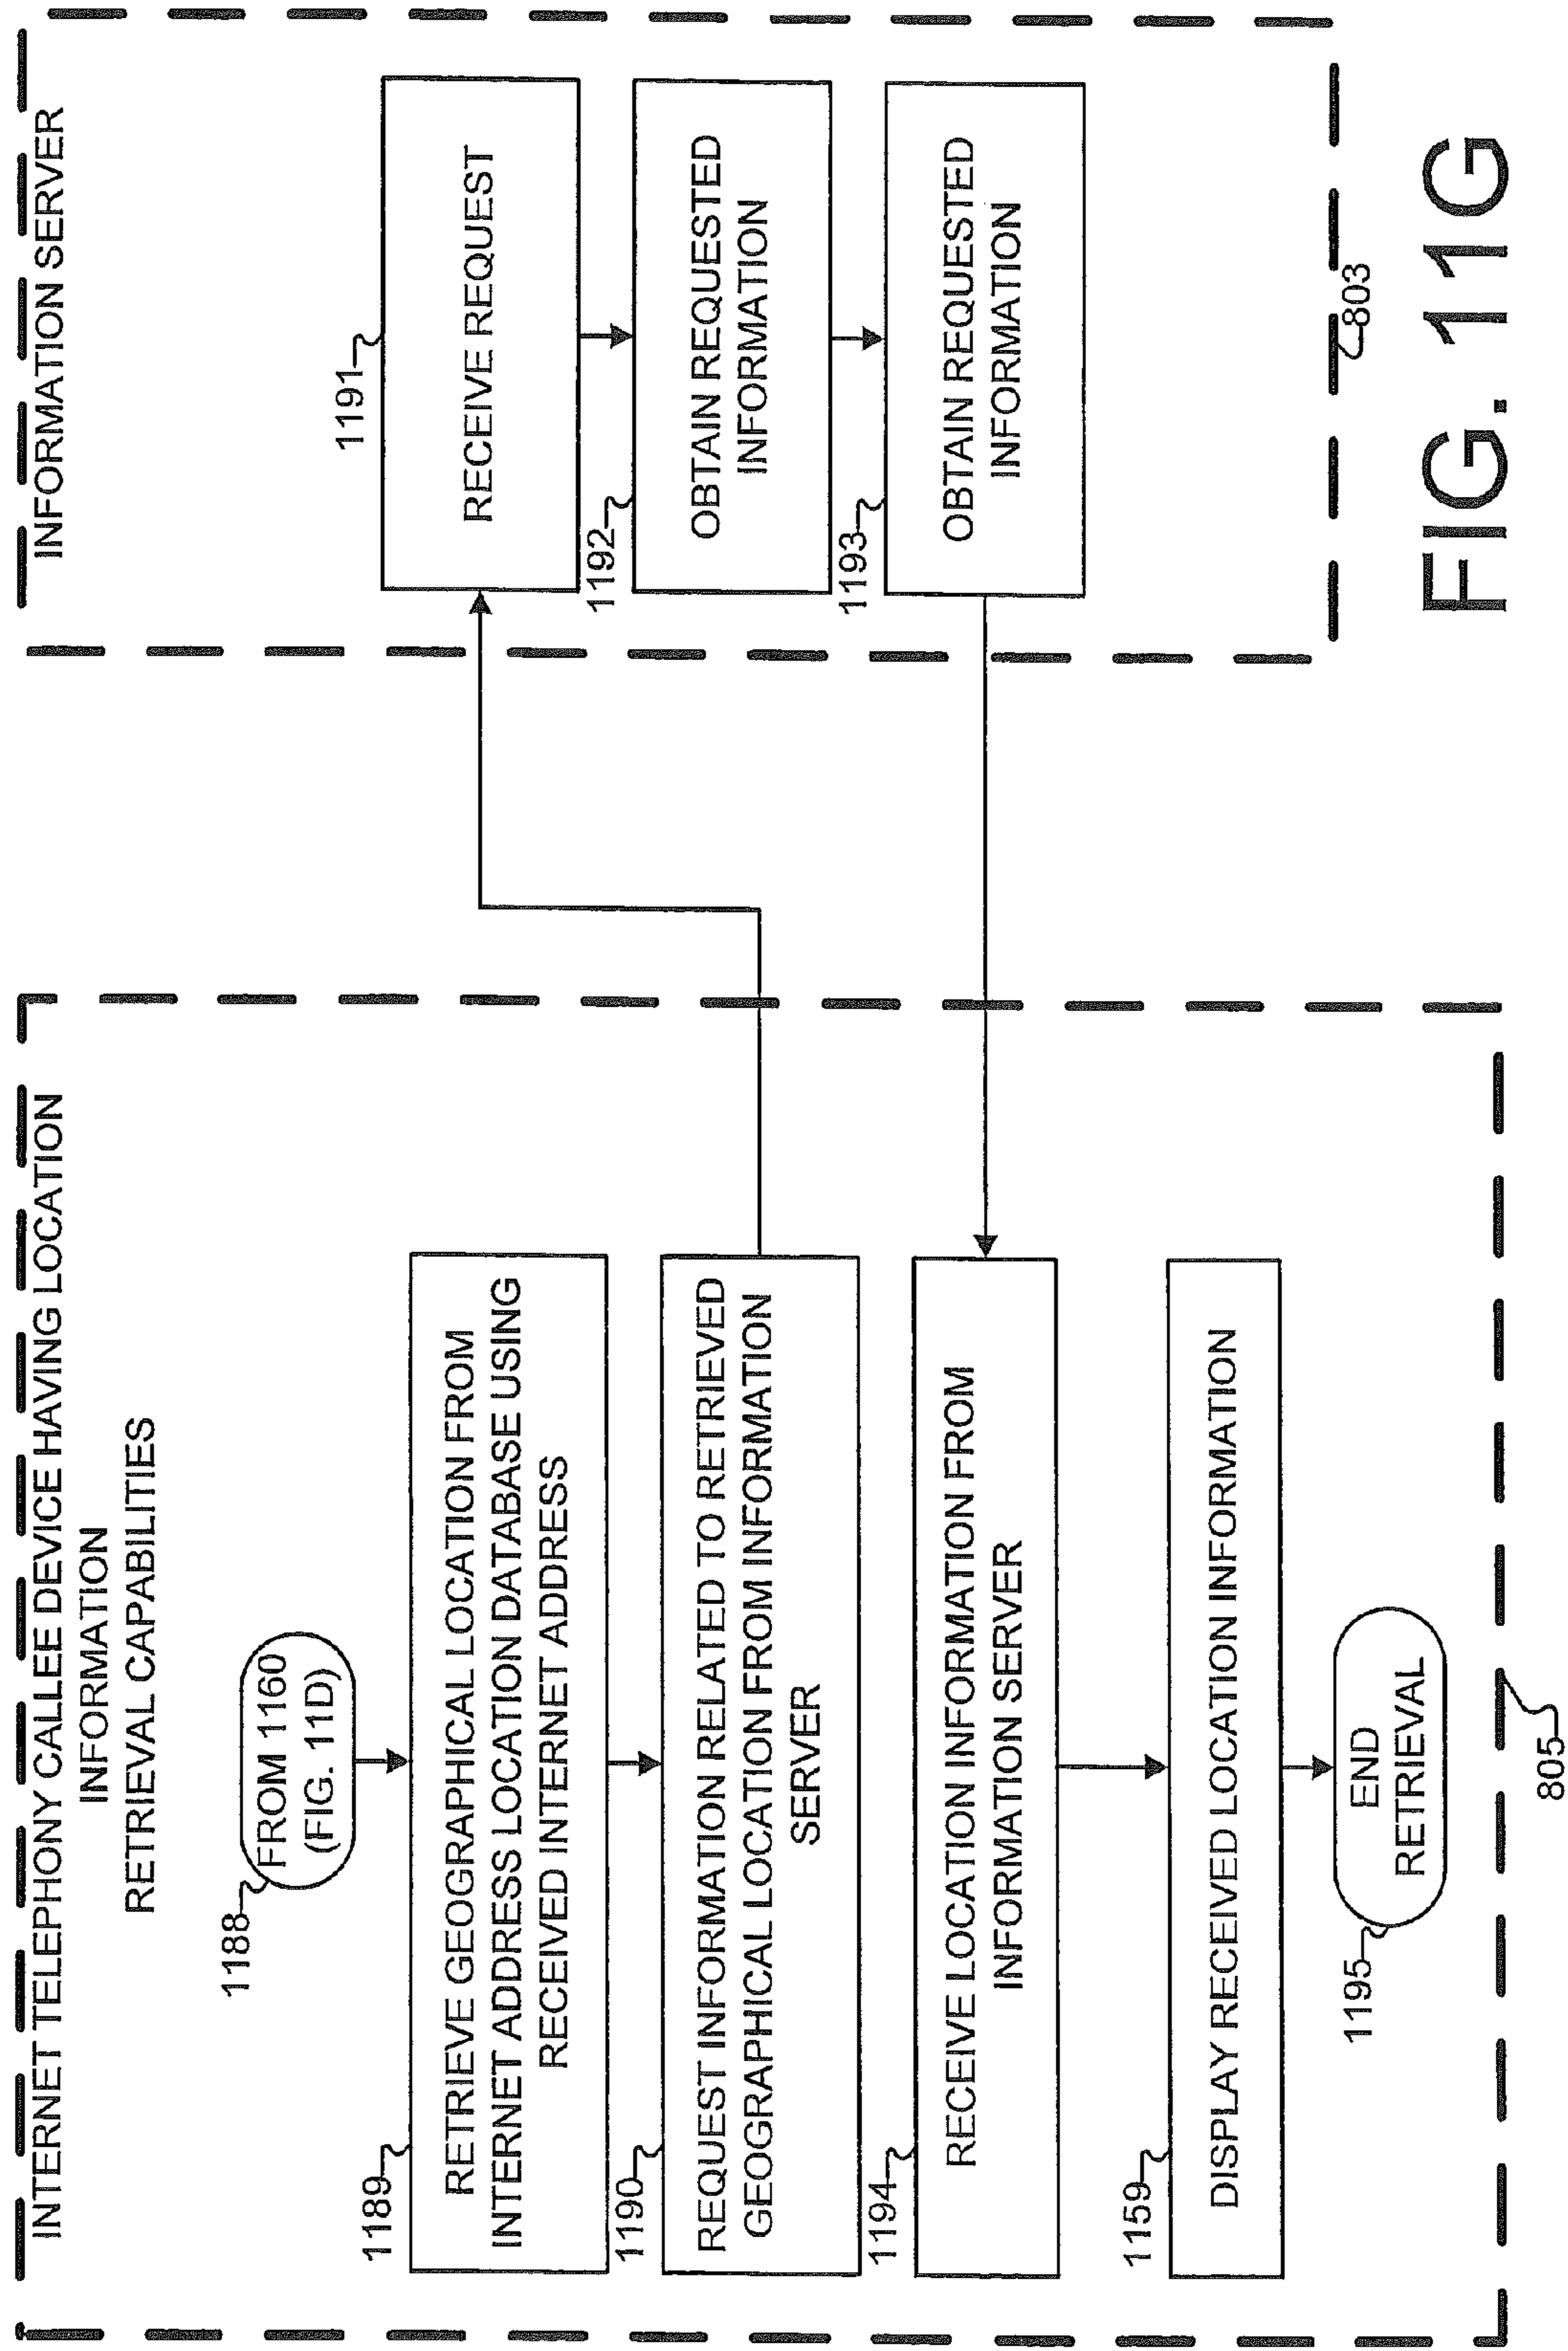 INTERNET TELEPHONY CALLEE DEVICE HAVING LOCATION
INFORMATION
RETRIEVAL CAPABILITIES
1188
FROM 1160
(FIG. 11D)
1189
RETRIEVE GEOGRAPHICAL LOCATION FROM
INTERNET ADDRESS LOCATION DATABASE USING
RECEIVED INTERNET ADDRESS
1190
REQUEST INFORMATION RELATED TO RETRIEVED
GEOGRAPHICAL LOCATION FROM INFORMATION
SERVER
1194
RECEIVE LOCATION INFORMATION FROM
INFORMATION SERVER
1159
DISPLAY RECEIVED LOCATION INFORMATION
1195
END
RETRIEVAL
805
INFORMATION SERVER
1191
RECEIVE REQUEST
1192
OBTAIN REQUESTED
INFORMATION
1193
OBTAIN REQUESTED
INFORMATION
803
FIG. 11G